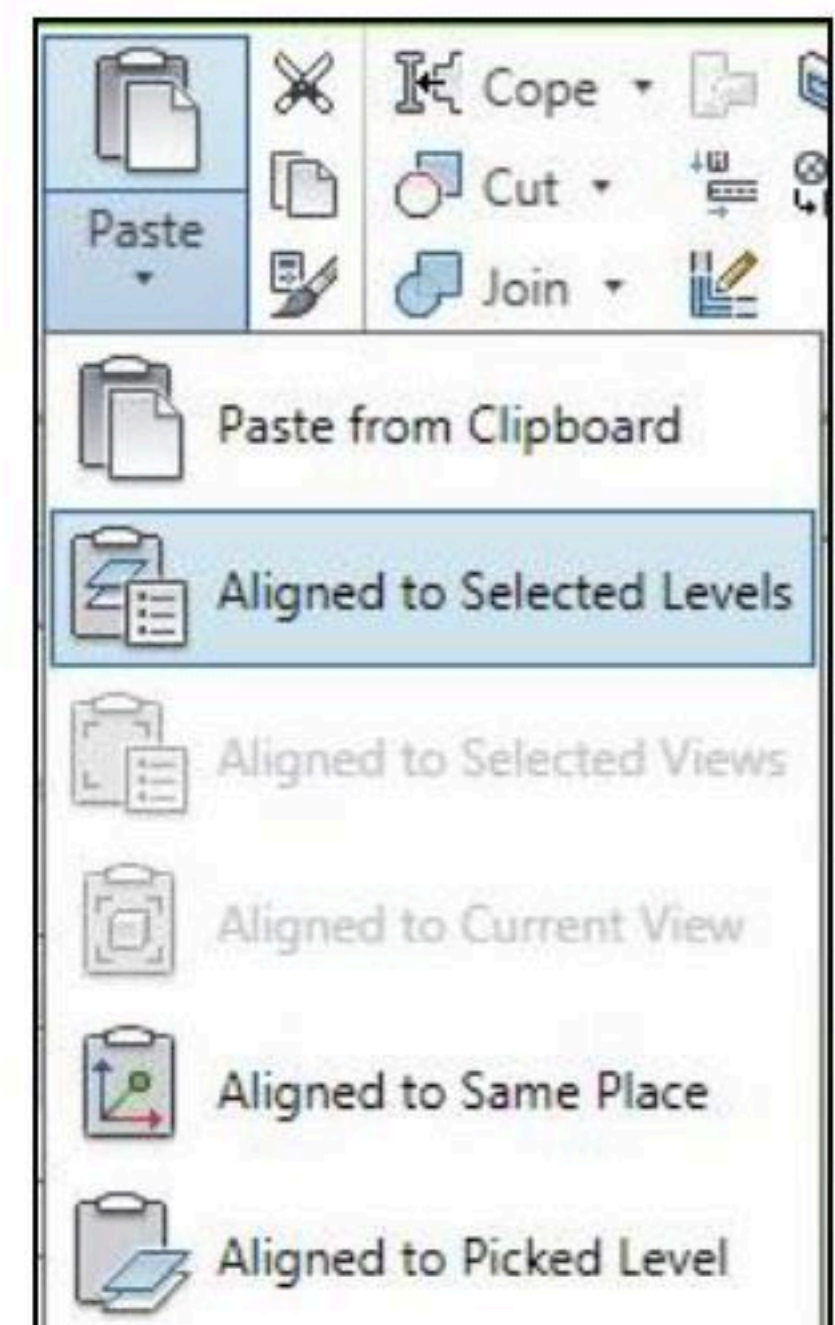 Cope
Cut
Paste
Join
Paste from Clipboard
Aligned to Selected Levels
Aligned to Selected Views
Aligned to Current View
Aligned to Same Place
Aligned to Picked Level